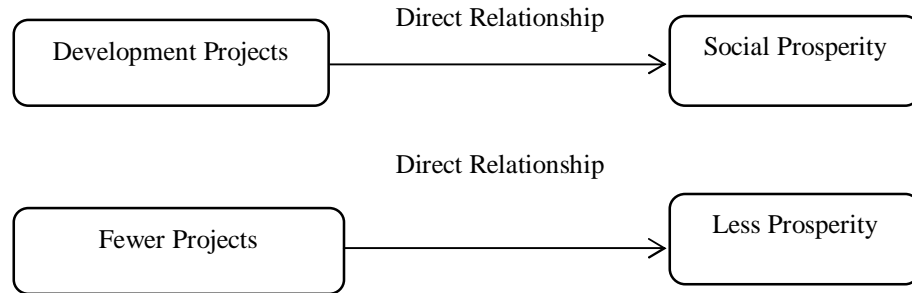 Direct Relationship
Development Projects
Social Prosperity
Direct Relationship
Fewer Projects
Less Prosperity